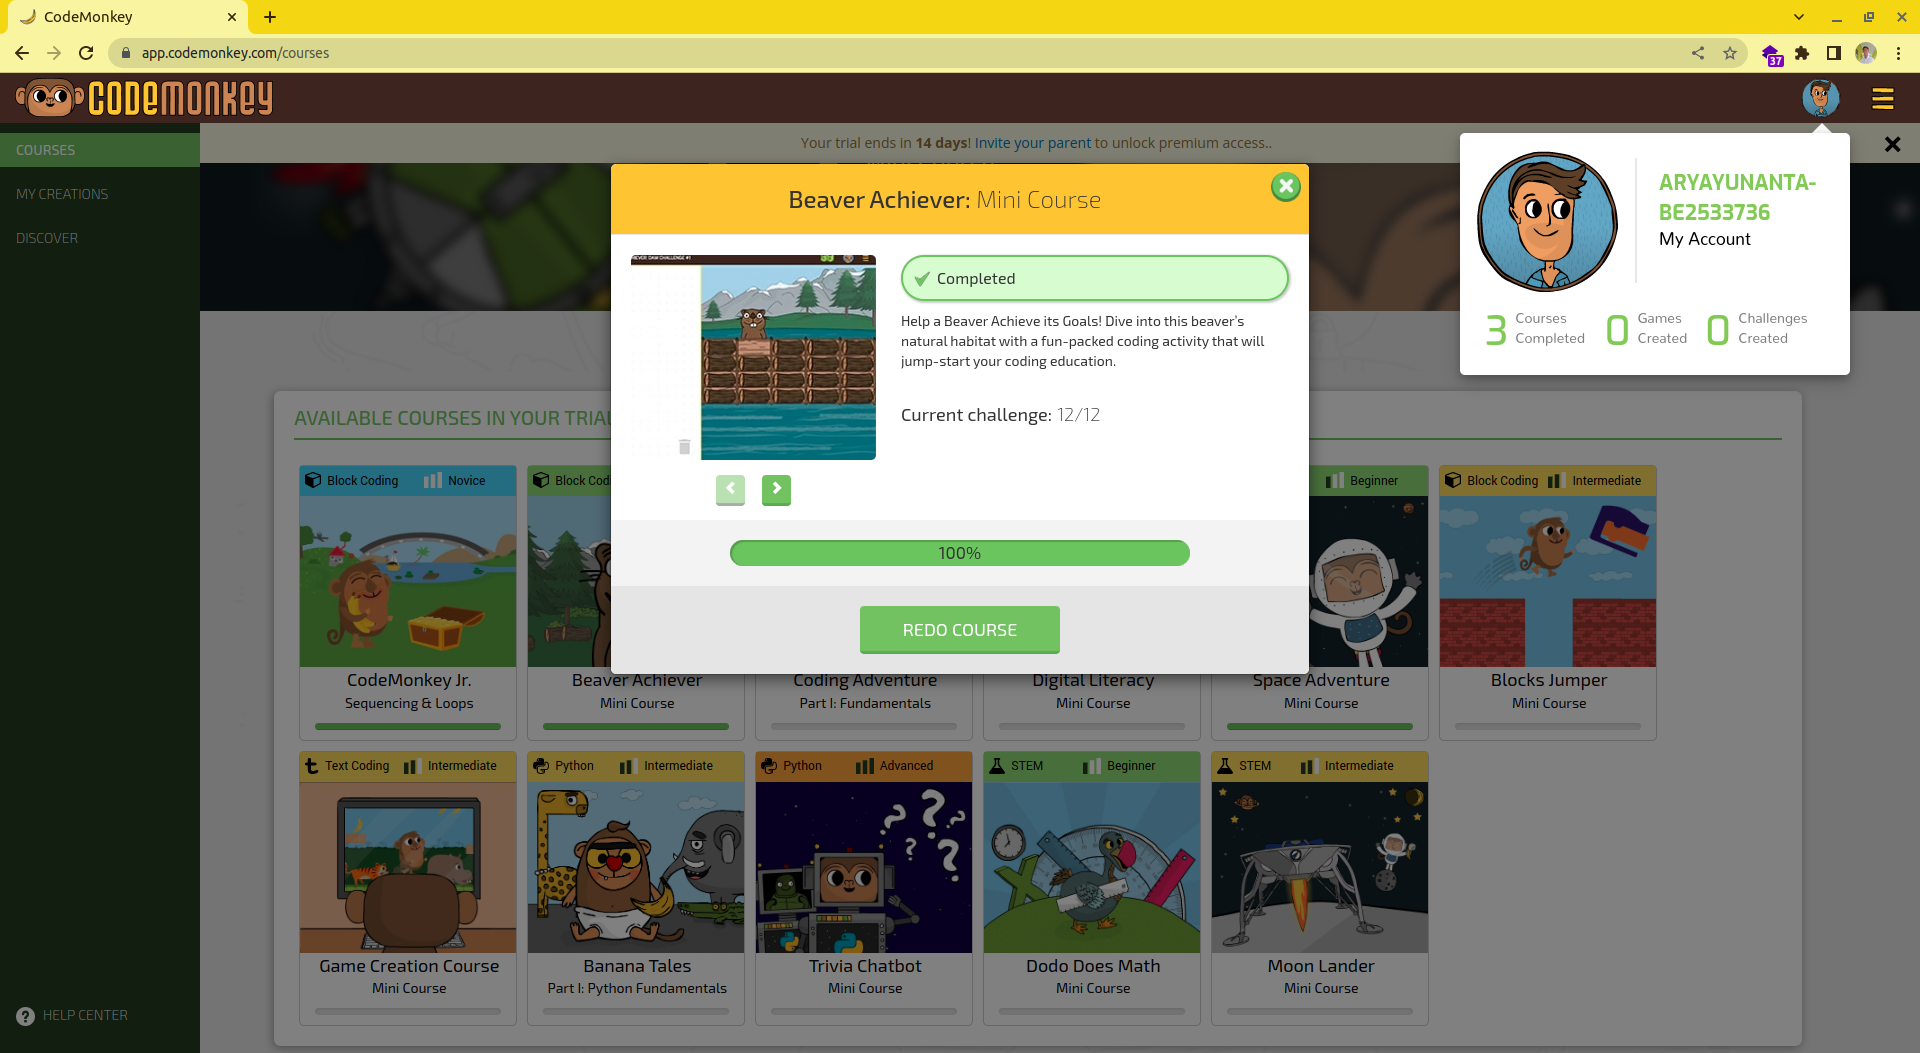 CodeMonkey
app.codemonkey.com/courses
37
CODEMONKEY
COURSES
MY CREATIONS
DISCOVER
HELP CENTER
Your trial ends in 14 days! Invite your parent to unlock premium access..
ARYAYUNANTA-
BE2533736
My Account
3 Courses Completed
0 Games Created
0 Challenges Created
Beaver Achiever: Mini Course
Completed
Help a Beaver Achieve its Goals! Dive into this beaver's
natural habitat with a fun-packed coding activity that will
jump-start your coding education.
Current challenge: 12/12
100%
REDO COURSE
AVAILABLE COURSES IN YOUR TRIAL
Block Coding Novice
CodeMonkey Jr.
Sequencing & Loops
Block Cod
Beaver Achiever
Mini Course
Coding Adventure
Part I: Fundamentals
Digital Literacy
Mini Course
Beginner
Space Adventure
Mini Course
Block Coding Intermediate
Blocks Jumper
Mini Course
Text Coding Intermediate
Game Creation Course
Mini Course
Python Intermediate
Banana Tales
Part I: Python Fundamentals
Python Advanced
Trivia Chatbot
Mini Course
STEM Beginner
Dodo Does Math
Mini Course
STEM Intermediate
Moon Lander
Mini Course